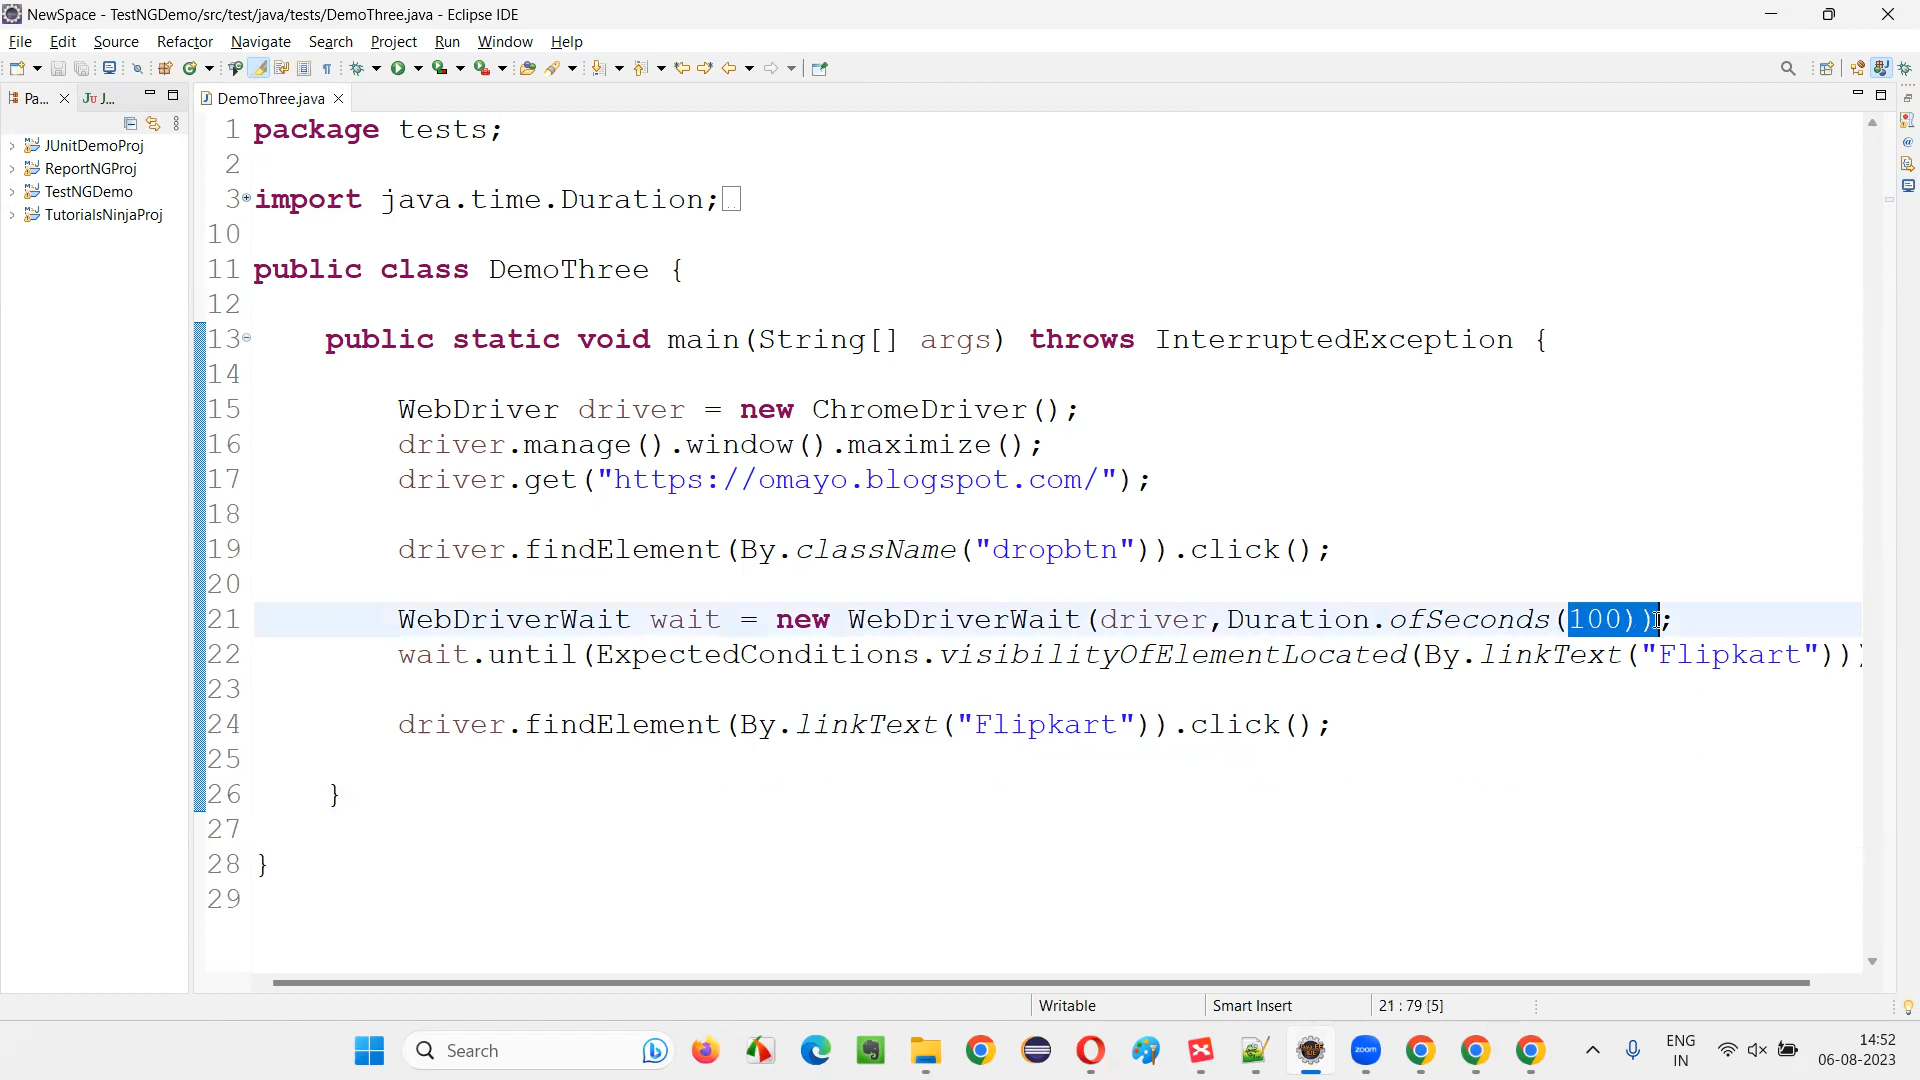 NewSpace - TestNGDemo/src/test/java/tests/DemoThree.java - Eclipse IDE
File Edit Source Refactor Navigate Search Project Run Window Help
Pa... J... DemoThree.java
JUnitDemoProj
ReportNGProj
TestNGDemo
TutorialsNinjaProj
1 package tests;
2
3 import java.time.Duration;
10
11 public class DemoThree {
12
13 public static void main(String[] args) throws InterruptedException {
14
15 WebDriver driver = new ChromeDriver();
16 driver.manage().window().maximize();
17 driver.get("https://omayo.blogspot.com/");
18
19 driver.findElement(By.className("dropbtn")).click();
20
21 WebDriverWait wait = new WebDriverWait(driver,Duration.ofSeconds(100));
22 wait.until(ExpectedConditions.visibilityOfElementLocated(By.linkText("Flipkart")))
23
24 driver.findElement(By.linkText("Flipkart")).click();
25
26 }
27
28 }
29
Writable Smart Insert 21 : 79 [5]
Search zoom ENG IN 14:52 06-08-2023